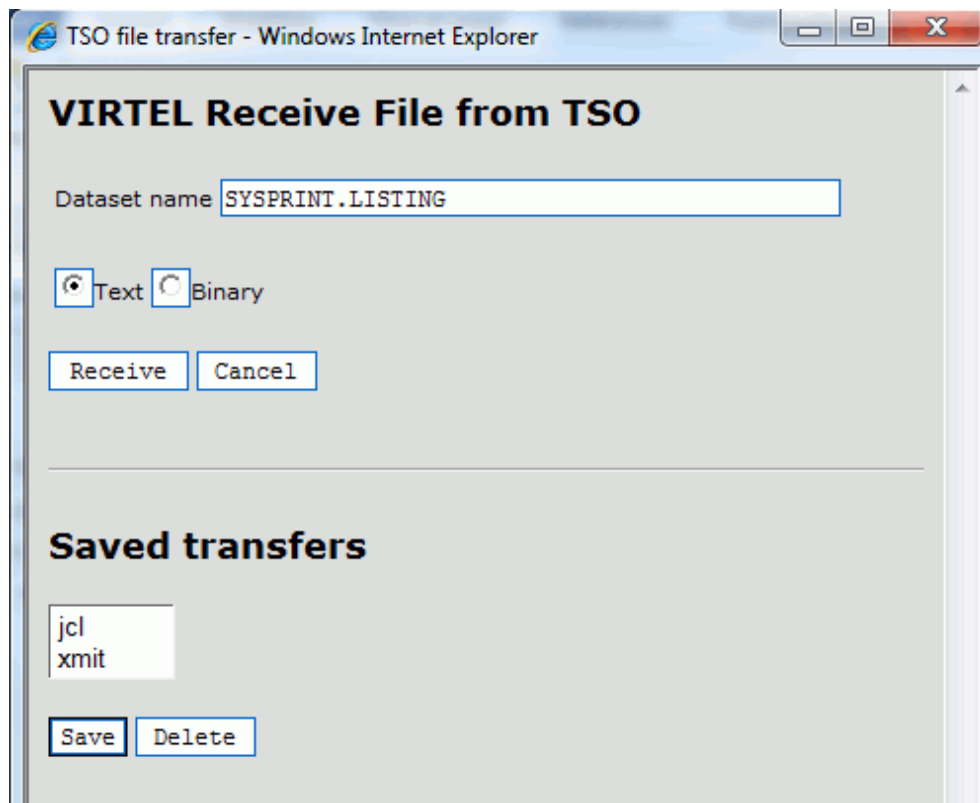 TSO file transfer - Windows Internet Explorer
VIRTEL Receive File from TSO
Dataset name SYSPRINT.LISTING
Text Binary
Receive Cancel
Saved transfers
jcl
xmit
Save Delete